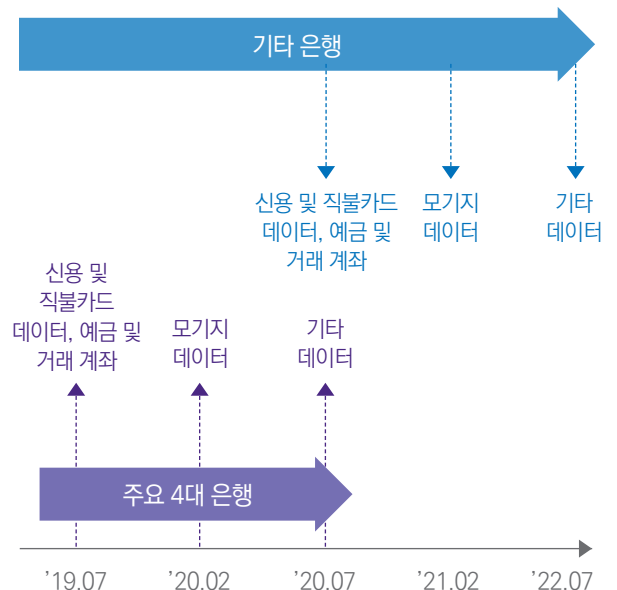 기타 은행
신용 및 직불카드
데이터, 예금 및
거래 계좌
모기지
데이터
기타
데이터
신용 및
직불카드
데이터, 예금 및
거래 계좌
모기지
데이터
기타
데이터
주요 4대 은행
’19.07
’20.02
’20.07
’21.02
’22.07